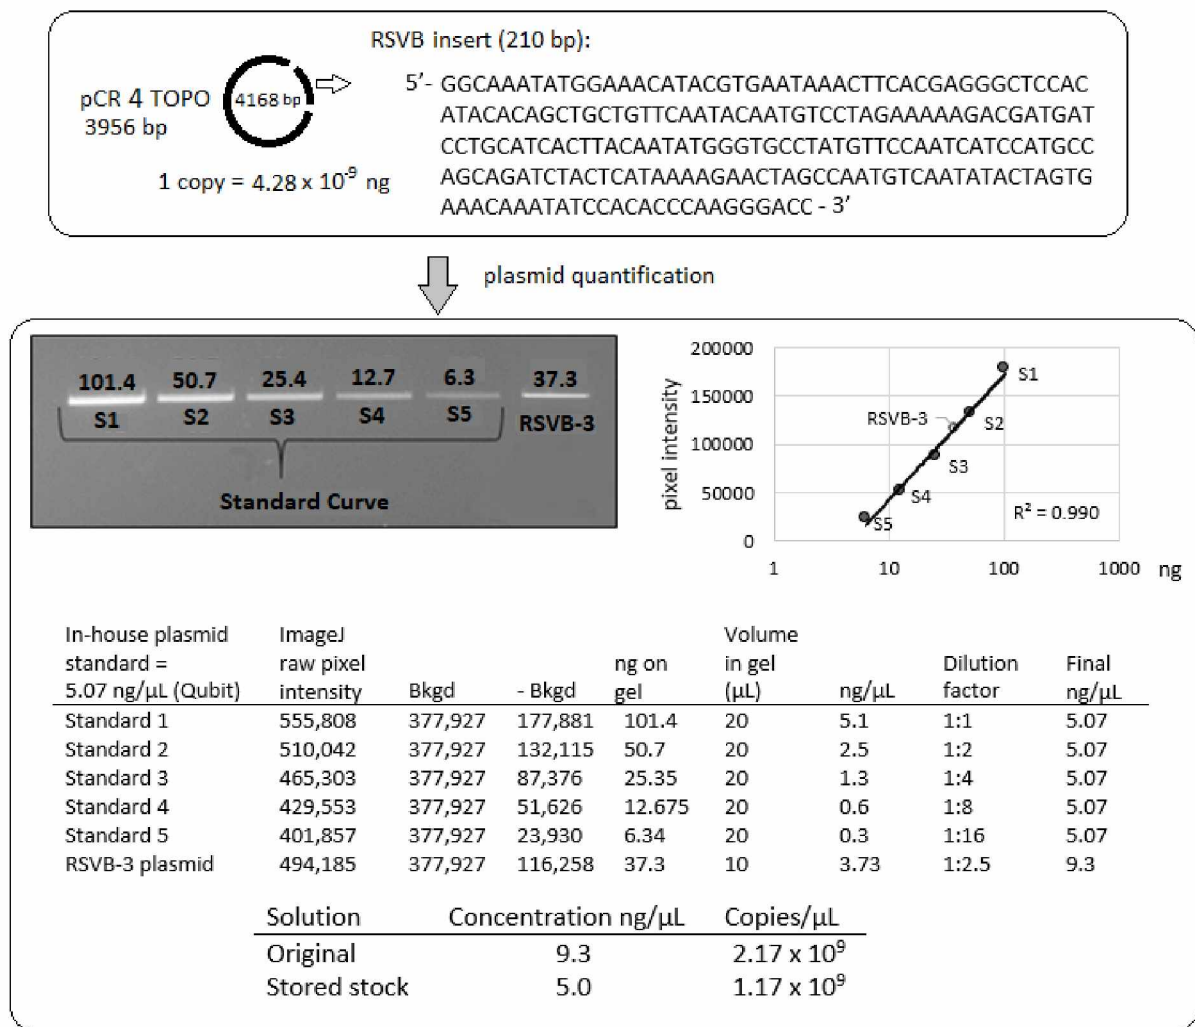 RSVB insert (210 bp):
pCR 4 TOPO
3956 bp
4168 bp
1 copy = 4.28 x 10⁻⁹ ng
5’- GGCAAATATGGAAACATACGTGAATAAACTTCACGAGGGCTCCAC
ATACACAGCTGCTGTTCAATACAATGTCCTAGAAAAAGACGATGAT
CCTGCATCACTTACAATATGGGTGCCTATGTTCCAATCATCCATGCC
AGCAGATCTACTCATAAAAGAACTAGCCAATGTCAATATACTAGTG
AAACAAATATCCACACCCAAGGGACC - 3’
plasmid quantification
101.4 50.7 25.4 12.7 6.3 37.3
S1 S2 S3 S4 S5 RSVB-3
Standard Curve
pixel intensity
200000
150000
100000
50000
0
1 10 100 1000 ng
S1
RSVB-3
S2
S3
S4
S5
R² = 0.990
In-house plasmid ImageJ Volume
standard = raw pixel ng on in gel Dilution Final
5.07 ng/µL (Qubit) intensity Bkgd - Bkgd gel (µL) ng/µL factor ng/µL
Standard 1 555,808 377,927 177,881 101.4 20 5.1 1:1 5.07
Standard 2 510,042 377,927 132,115 50.7 20 2.5 1:2 5.07
Standard 3 465,303 377,927 87,376 25.35 20 1.3 1:4 5.07
Standard 4 429,553 377,927 51,626 12.675 20 0.6 1:8 5.07
Standard 5 401,857 377,927 23,930 6.34 20 0.3 1:16 5.07
RSVB-3 plasmid 494,185 377,927 116,258 37.3 10 3.73 1:2.5 9.3
Solution Concentration ng/µL Copies/µL
Original 9.3 2.17 x 10⁹
Stored stock 5.0 1.17 x 10⁹